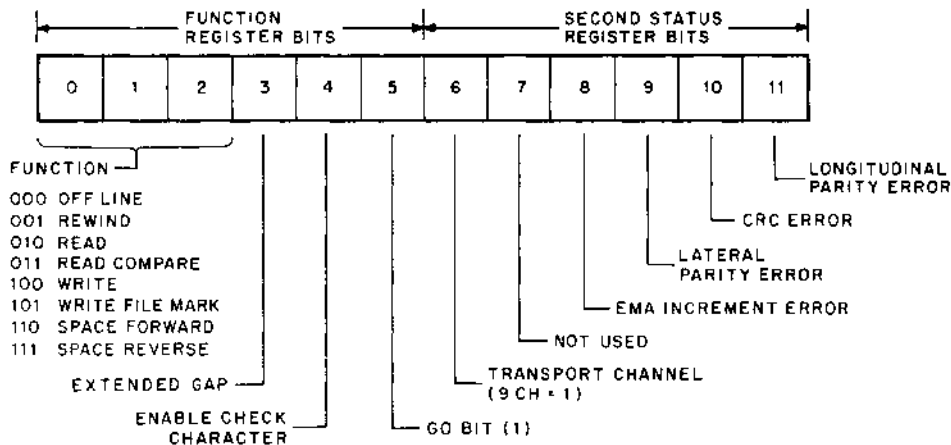 FUNCTION
REGISTER BITS
SECOND STATUS
REGISTER BITS
0 1 2 3 4 5 6 7 8 9 10 11
FUNCTION
000 OFF LINE
001 REWIND
010 READ
011 READ COMPARE
100 WRITE
101 WRITE FILE MARK
110 SPACE FORWARD
111 SPACE REVERSE
EXTENDED GAP
ENABLE CHECK
CHARACTER
GO BIT (1)
TRANSPORT CHANNEL
(9 CH = 1)
NOT USED
EMA INCREMENT ERROR
LATERAL
PARITY ERROR
CRC ERROR
LONGITUDINAL
PARITY ERROR